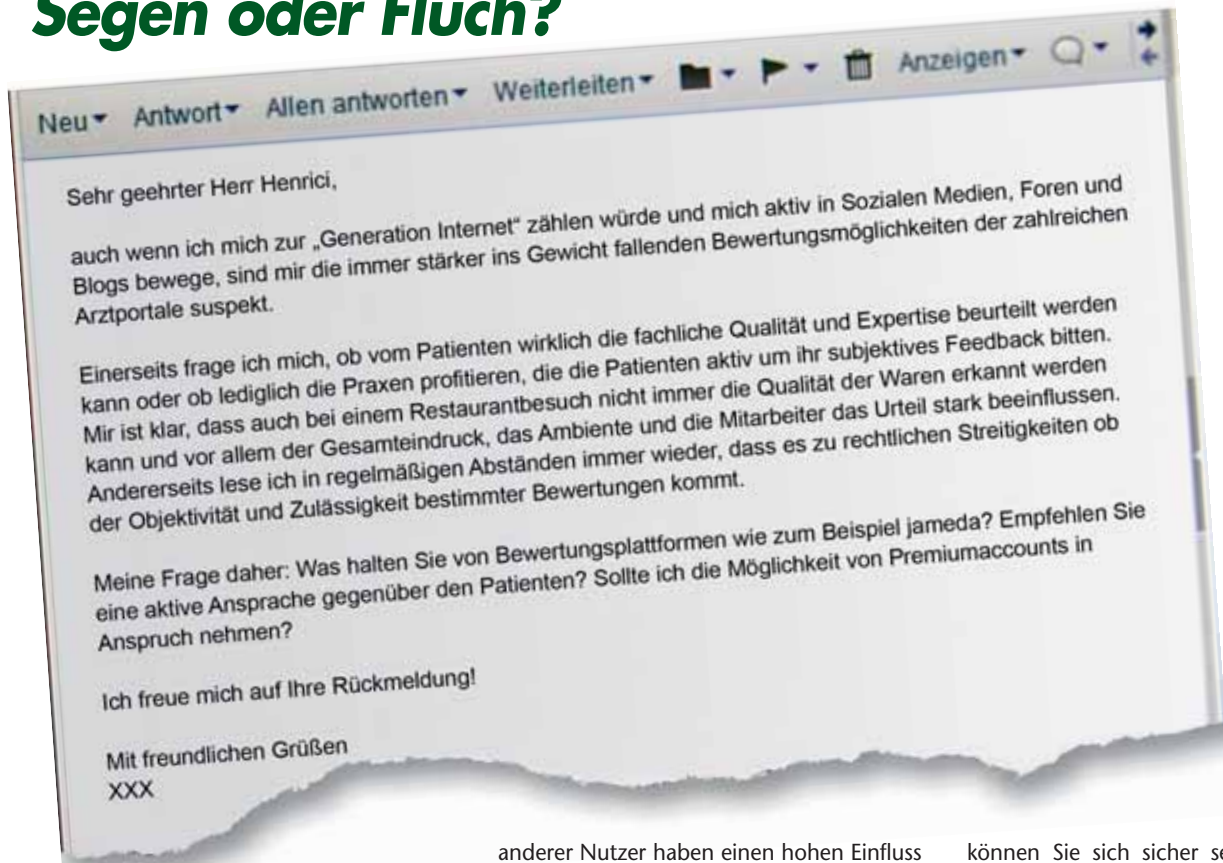 Segen oder Fluch?
Neu Antwort Allen antworten Weiterleiten Anzeigen
Sehr geehrter Herr Henrici,
auch wenn ich mich zur „Generation Internet“ zählen würde und mich aktiv in Sozialen Medien, Foren und
Blogs bewege, sind mir die immer stärker ins Gewicht fallenden Bewertungsmöglichkeiten der zahlreichen
Arztportale suspekt.
Einerseits frage ich mich, ob vom Patienten wirklich die fachliche Qualität und Expertise beurteilt werden
kann oder ob lediglich die Praxen profitieren, die die Patienten aktiv um ihr subjektives Feedback bitten.
Mir ist klar, dass auch bei einem Restaurantbesuch nicht immer die Qualität der Waren erkannt werden
kann und vor allem der Gesamteindruck, das Ambiente und die Mitarbeiter das Urteil stark beeinflussen.
Andererseits lese ich in regelmäßigen Abständen immer wieder, dass es zu rechtlichen Streitigkeiten ob
der Objektivität und Zulässigkeit bestimmter Bewertungen kommt.
Meine Frage daher: Was halten Sie von Bewertungsplattformen wie zum Beispiel jameda? Empfehlen Sie
eine aktive Ansprache gegenüber den Patienten? Sollte ich die Möglichkeit von Premiumaccounts in
Anspruch nehmen?
Ich freue mich auf Ihre Rückmeldung!
Mit freundlichen Grüßen
XXX
anderer Nutzer haben einen hohen Einfluss
können Sie sich sicher